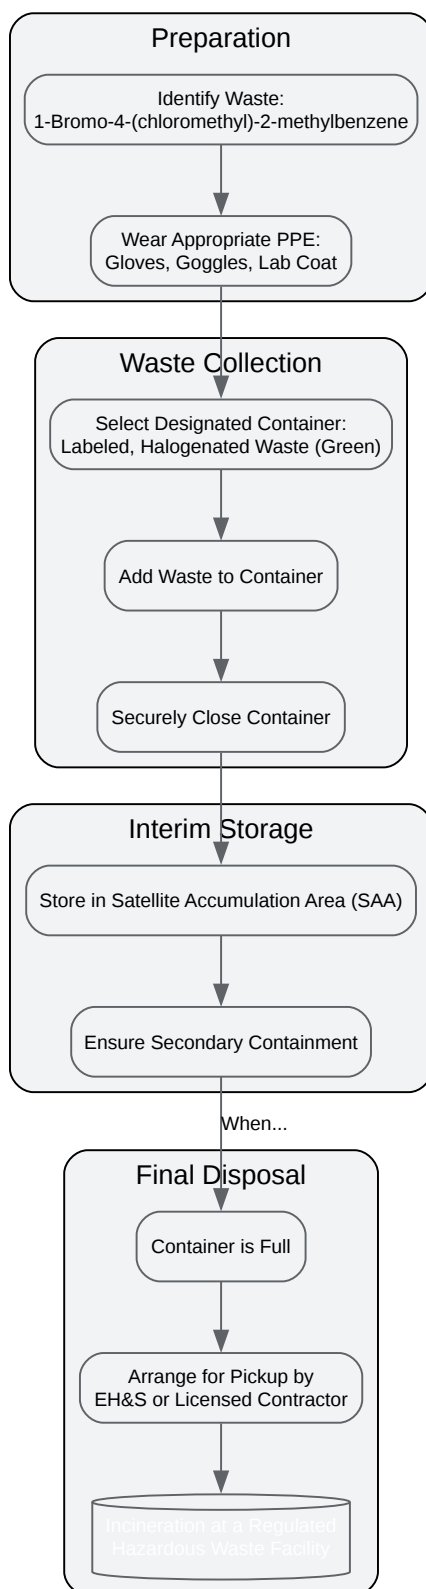 Preparation
Identify Waste:
1-Bromo-4-(chloromethyl)-2-methylbenzene
Wear Appropriate PPE:
Gloves, Goggles, Lab Coat
Waste Collection
Select Designated Container:
Labeled, Halogenated Waste (Green)
Add Waste to Container
Securely Close Container
Interim Storage
Store in Satellite Accumulation Area (SAA)
Ensure Secondary Containment
When...
Final Disposal
Container is Full
Arrange for Pickup by
EH&S or Licensed Contractor
Incineration at a Regulated
Hazardous Waste Facility